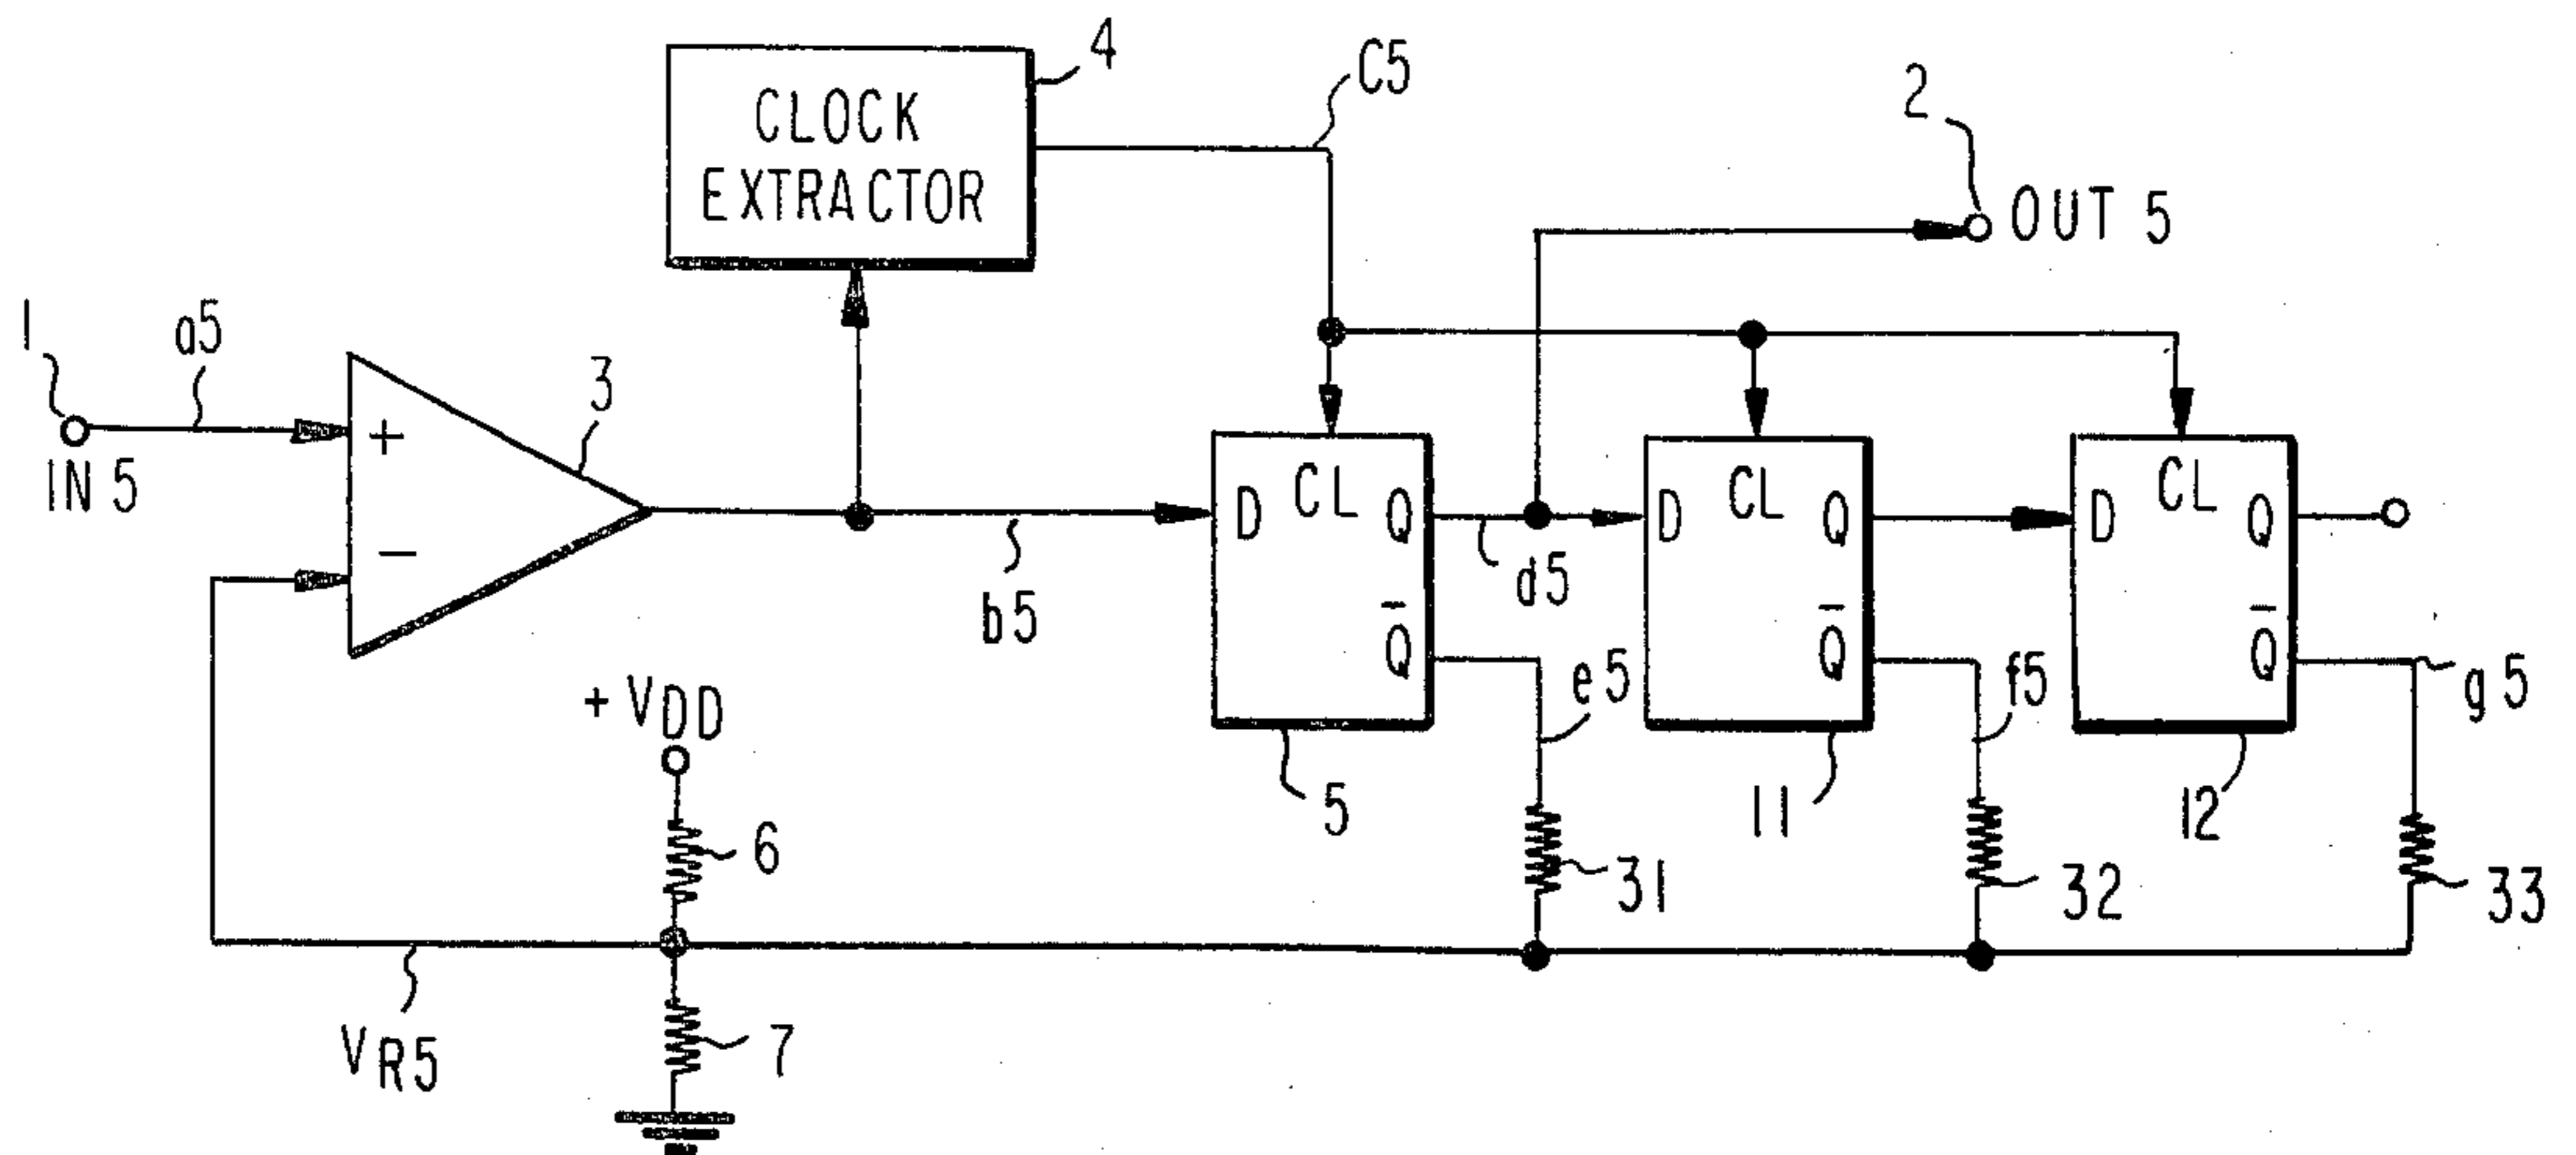 4
C5
2
CLOCK
EXTRACTOR
OUT 5
1
a5
3
+
IN 5
−
b5
D
CL
Q
Q̅
d5
D
CL
Q
Q̅
D
CL
Q
Q̅
e5
f5
g5
+ VDD
5
11
12
6
31
32
33
VR5
7